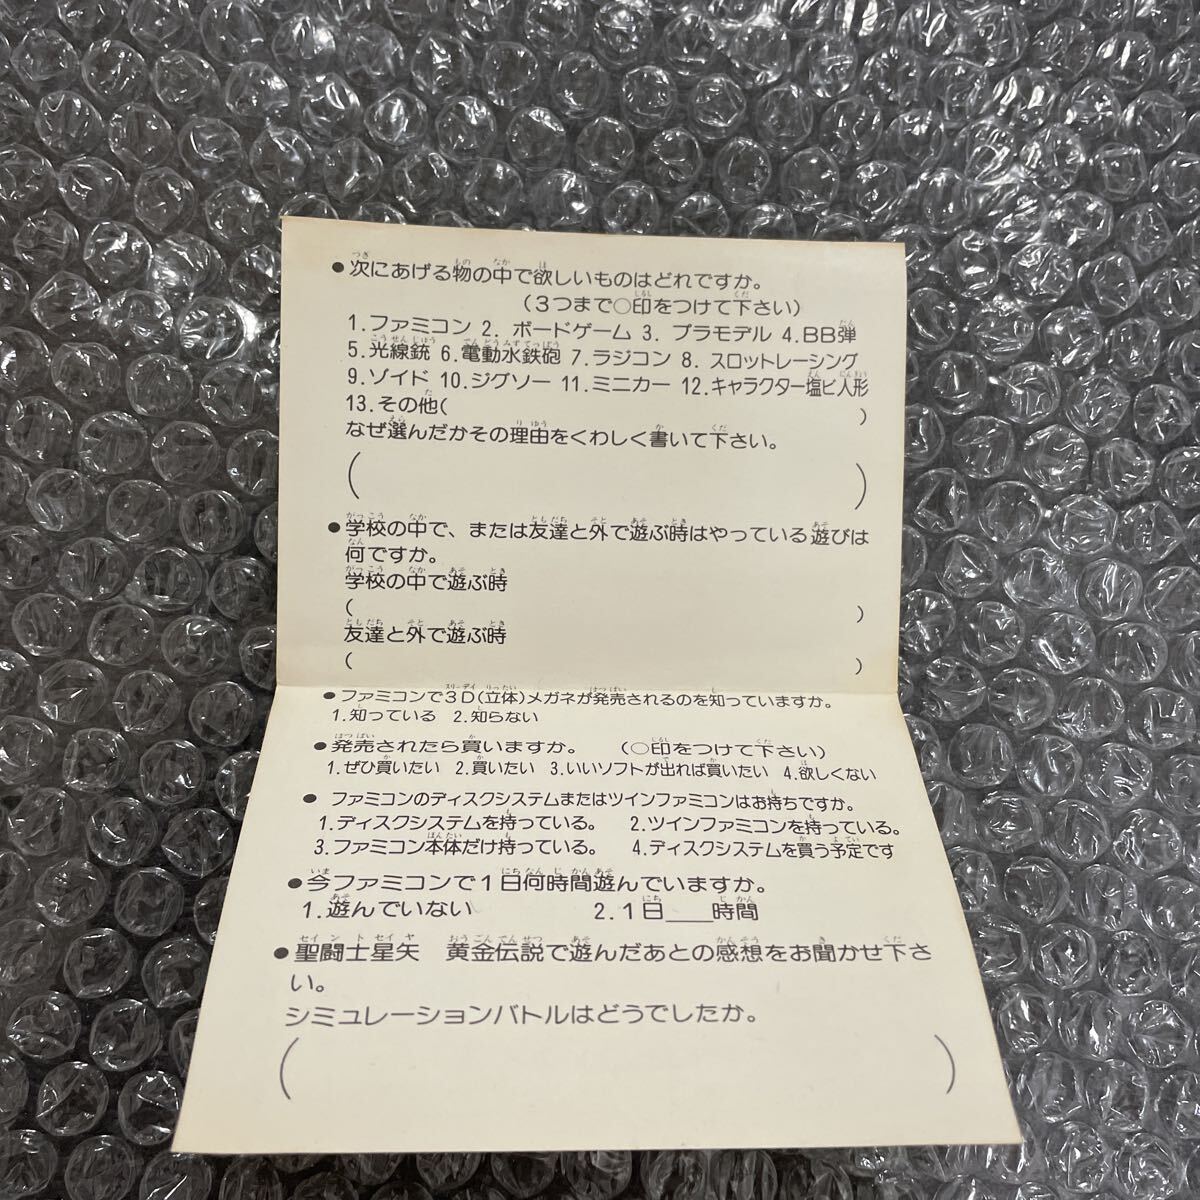 ●次にあげる物の中で欲しいものはどれですか。
(3つまで○印をつけて下さい)
1.ファミコン 2.ボードゲーム 3.プラモデル 4.BB弾
5.光線銃 6.電動水鉄砲 7.ラジコン 8.スロットレーシング
9.ゾイド 10.ジグソー 11.ミニカー 12.キャラクター塩ビ人形
13.その他( )
なぜ選んだかその理由をくわしく書いて下さい。
( )
●学校の中で、または友達と外で遊ぶ時はやっている遊びは
何ですか。
学校の中で遊ぶ時
( )
友達と外で遊ぶ時
( )
●ファミコンで3D(立体)メガネが発売されるのを知っていますか。
1.知っている 2.知らない
●発売されたら買いますか。 (○印をつけて下さい)
1.ぜひ買いたい 2.買いたい 3.いいソフトが出れば買いたい 4.欲しくない
●ファミコンのディスクシステムまたはツインファミコンはお持ちですか。
1.ディスクシステムを持っている。 2.ツインファミコンを持っている。
3.ファミコン本体だけ持っている。 4.ディスクシステムを買う予定です
●今ファミコンで1日何時間遊んでいますか。
1.遊んでいない 2.1日___時間
●聖闘士星矢 黄金伝説で遊んだあとの感想をお聞かせ下さ
い。
シミュレーションバトルはどうでしたか。
( )